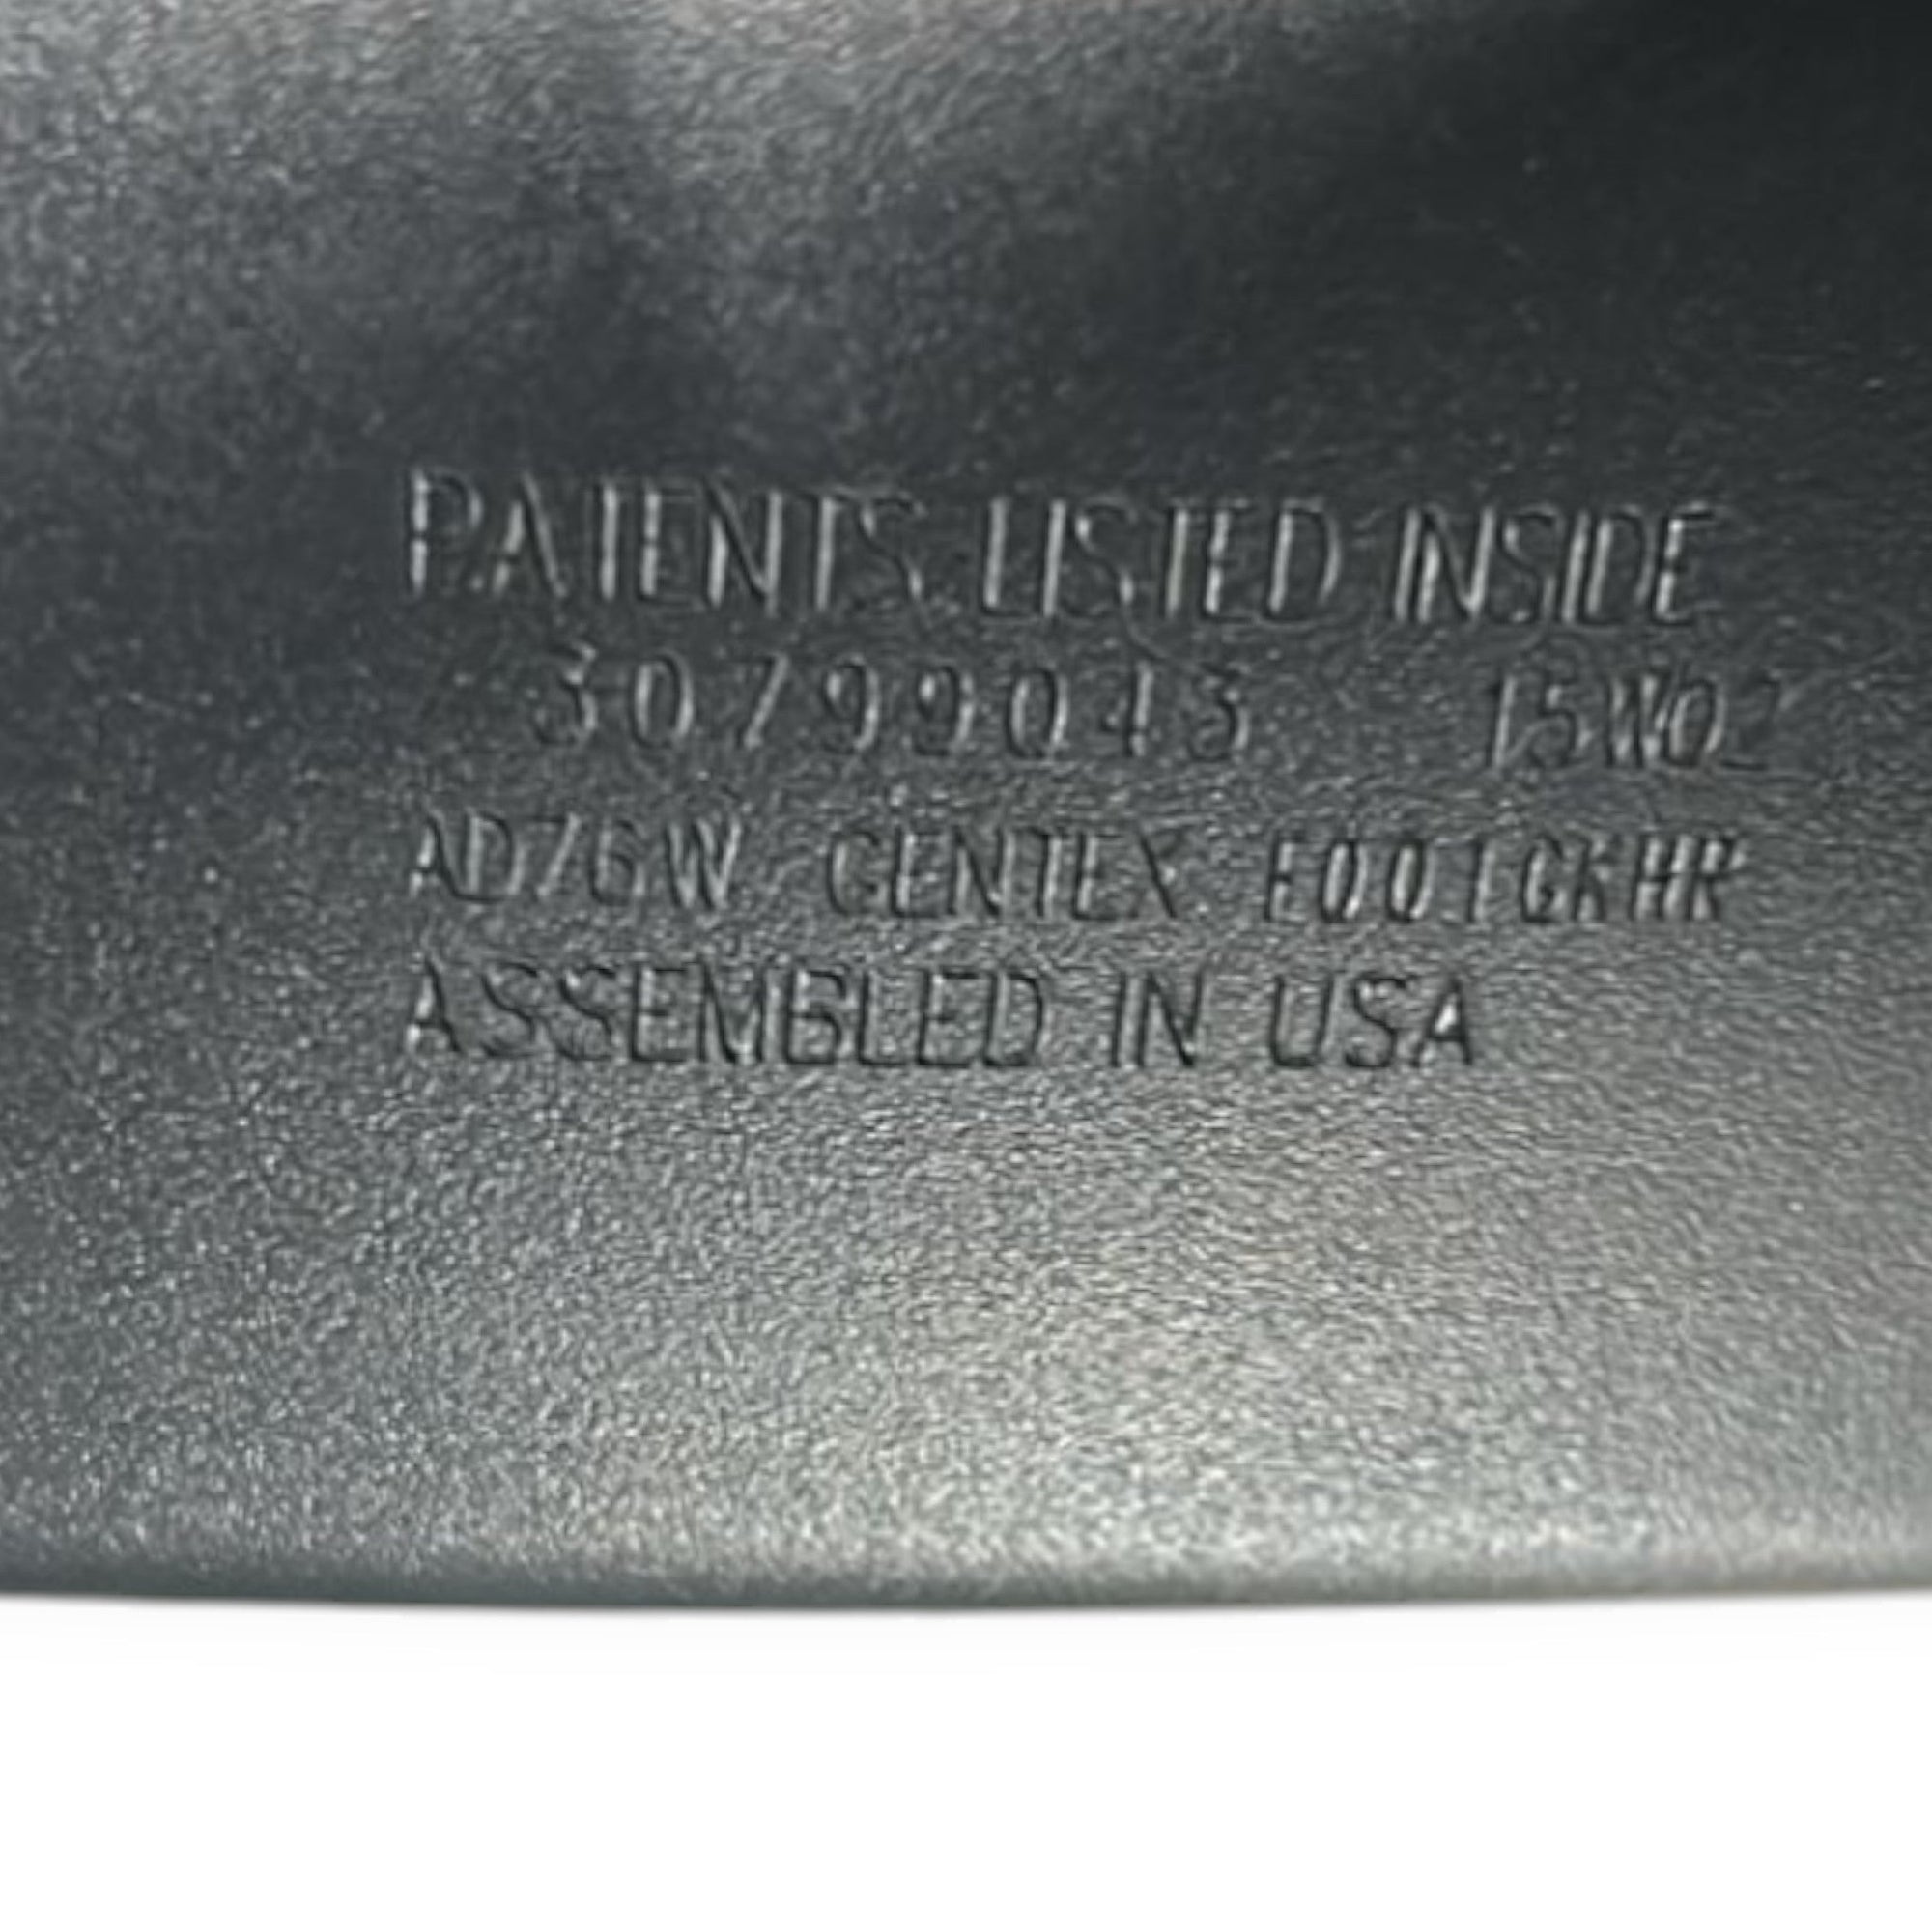 PATENTS LISTED INSIDE
30799043 15W02
AD76W GENTEX E001GKHR
ASSEMBLED IN USA